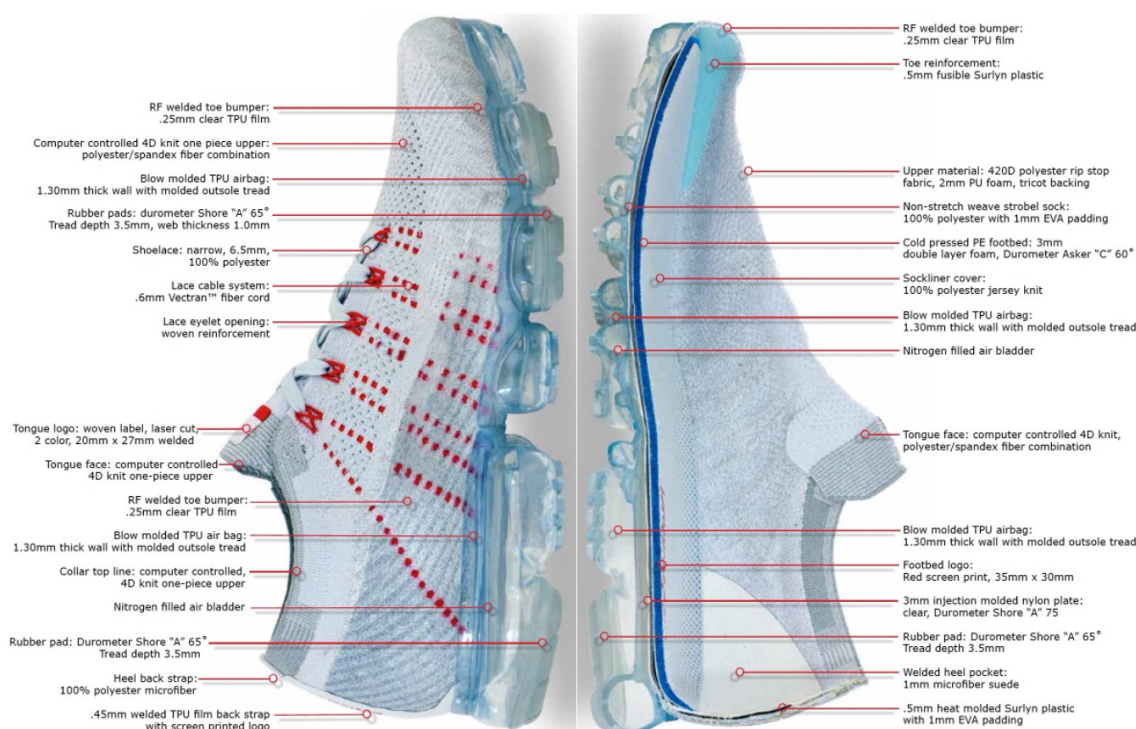 RF welded toe bumper:
.25mm clear TPU film
Computer controlled 4D knit one piece upper:
polyester/spandex fiber combination
Blow molded TPU airbag:
1.30mm thick wall with molded outsole tread
Rubber pads: durometer Shore “A” 65˚
Tread depth 3.5mm, web thickness 1.0mm
Shoelace: narrow, 6.5mm,
100% polyester
Lace cable system:
.6mm Vectran™ fiber cord
Lace eyelet opening:
woven reinforcement
Tongue logo: woven label, laser cut,
2 color, 20mm x 27mm welded
Tongue face: computer controlled
4D knit one-piece upper
RF welded toe bumper:
.25mm clear TPU film
Blow molded TPU air bag:
1.30mm thick wall with molded outsole tread
Collar top line: computer controlled,
4D knit one-piece upper
Nitrogen filled air bladder
Rubber pad: Durometer Shore “A” 65˚
Tread depth 3.5mm
Heel back strap:
100% polyester microfiber
.45mm welded TPU film back strap
with screen printed logo
RF welded toe bumper:
.25mm clear TPU film
Toe reinforcement:
.5mm fusible Surlyn plastic
Upper material: 420D polyester rip stop
fabric, 2mm PU foam, tricot backing
Non-stretch weave strobel sock:
100% polyester with 1mm EVA padding
Cold pressed PE footbed: 3mm
double layer foam, Durometer Asker “C” 60˚
Sockliner cover:
100% polyester jersey knit
Blow molded TPU airbag:
1.30mm thick wall with molded outsole tread
Nitrogen filled air bladder
Tongue face: computer controlled 4D knit,
polyester/spandex fiber combination
Blow molded TPU airbag:
1.30mm thick wall with molded outsole tread
Footbed logo:
Red screen print, 35mm x 30mm
3mm injection molded nylon plate:
clear, Durometer Shore “A” 75
Rubber pad: Durometer Shore “A” 65˚
Tread depth 3.5mm
Welded heel pocket:
1mm microfiber suede
.5mm heat molded Surlyn plastic
with 1mm EVA padding